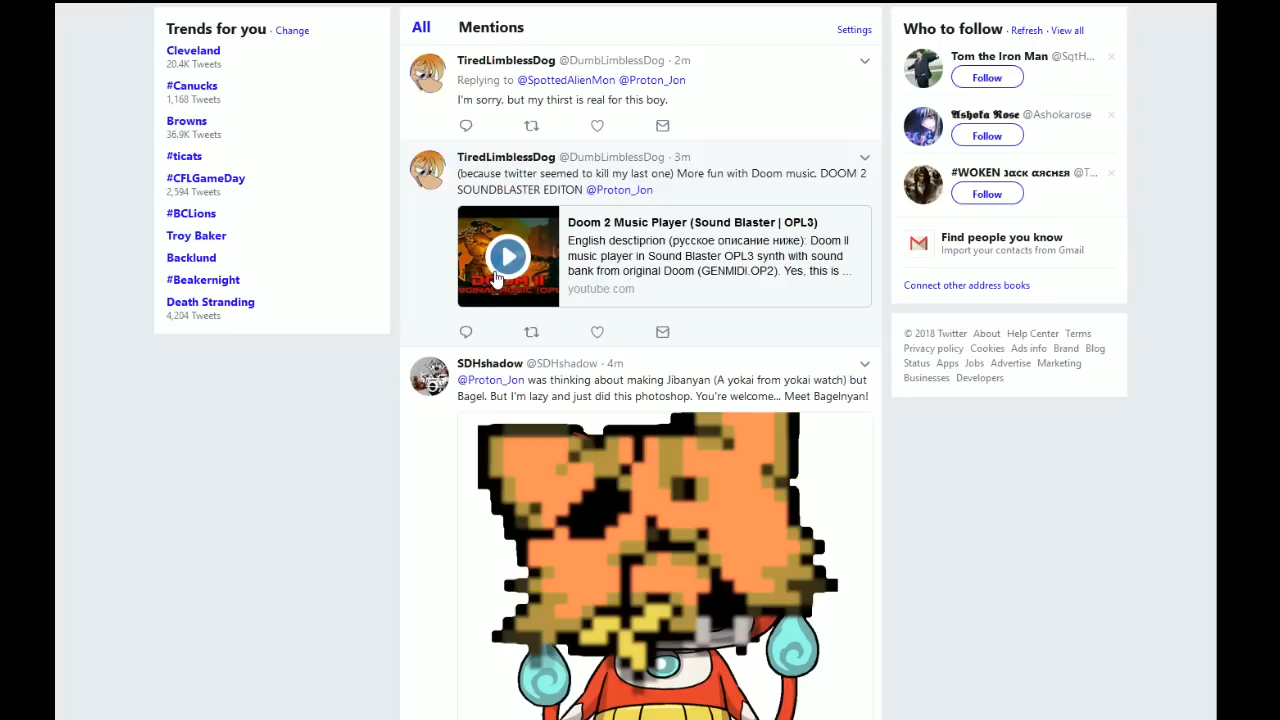 Trends for you · Change
Cleveland
20.4K Tweets
#Canucks
1,168 Tweets
Browns
36.9K Tweets
#ticats
#CFLGameDay
2,594 Tweets
#BCLions
Troy Baker
Backlund
#Beakernight
Death Stranding
4,204 Tweets
All Mentions Settings
TiredLimblessDog @DumbLimblessDog · 2m
Replying to @SpottedAlienMon @Proton_Jon
I'm sorry. but my thirst is real for this boy.
TiredLimblessDog @DumbLimblessDog · 3m
(because twitter seemed to kill my last one) More fun with Doom music. DOOM 2
SOUNDBLASTER EDITON @Proton_Jon
Doom 2 Music Player (Sound Blaster | OPL3)
English desctiprion (русское описание ниже): Doom II
music player in Sound Blaster OPL3 synth with sound
bank from original Doom (GENMIDI.OP2). Yes, this is ...
youtube.com
SDHshadow @SDHshadow · 4m
@Proton_Jon was thinking about making Jibanyan (A yokai from yokai watch) but
Bagel. But I'm lazy and just did this photoshop. You're welcome... Meet Bagelnyan!
Who to follow · Refresh · View all
Tom the Iron Man @SqtH...
Follow
𝕬𝖘𝖍𝖔𝖐𝖆 𝕽𝖔𝖘𝖊 @Ashokarose
Follow
#WOKEN ɿαcκ αяcнεя @T...
Follow
Find people you know
Import your contacts from Gmail
Connect other address books
© 2018 Twitter About Help Center Terms
Privacy policy Cookies Ads info Brand Blog
Status Apps Jobs Advertise Marketing
Businesses Developers